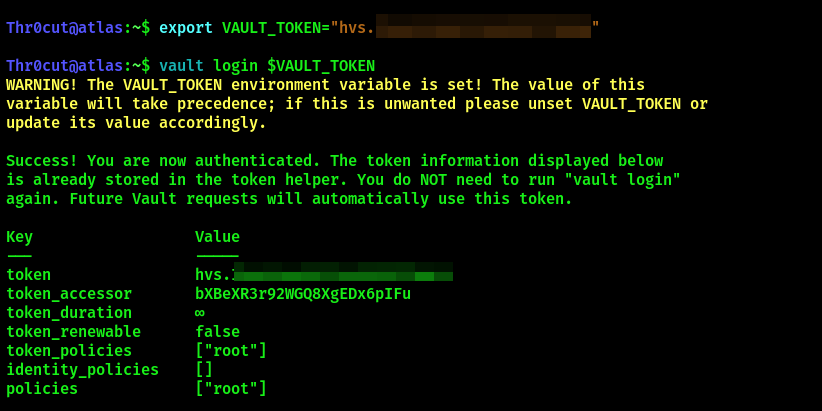 Thr0cut@atlas:~$ export VAULT_TOKEN="hvs."
Thr0cut@atlas:~$ vault login $VAULT_TOKEN
WARNING! The VAULT_TOKEN environment variable is set! The value of this
variable will take precedence; if this is unwanted please unset VAULT_TOKEN or
update its value accordingly.
Success! You are now authenticated. The token information displayed below
is already stored in the token helper. You do NOT need to run "vault login"
again. Future Vault requests will automatically use this token.
Key Value
--- -----
token hvs.
token_accessor bXBeXR3r92WGQ8XgEDx6pIFu
token_duration ∞
token_renewable false
token_policies ["root"]
identity_policies []
policies ["root"]